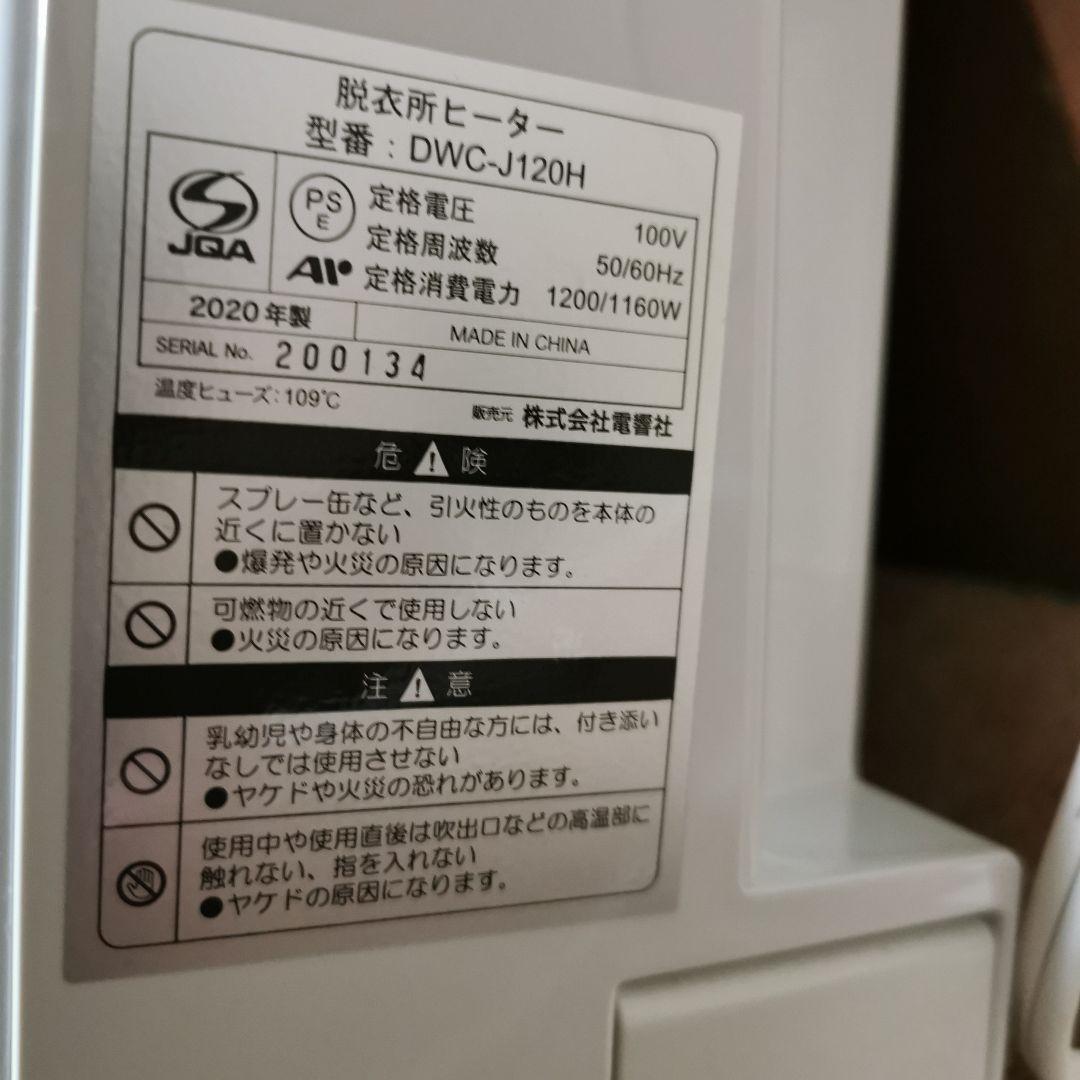 脱衣所ヒーター
型番：DWC-J120H
JQA
PS
E
定格電圧 100V
定格周波数 50/60Hz
定格消費電力 1200/1160W
2020年製
MADE IN CHINA
SERIAL No. 200134
温度ヒューズ：109℃
販売元 株式会社電響社
危 険
スプレー缶など、引火性のものを本体の
近くに置かない
●爆発や火災の原因になります。
可燃物の近くで使用しない
●火災の原因になります。
注 意
乳幼児や身体の不自由な方には、付き添い
なしでは使用させない
●ヤケドや火災の恐れがあります。
使用中や使用直後は吹出口などの高温部に
触れない、指を入れない
●ヤケドの原因になります。